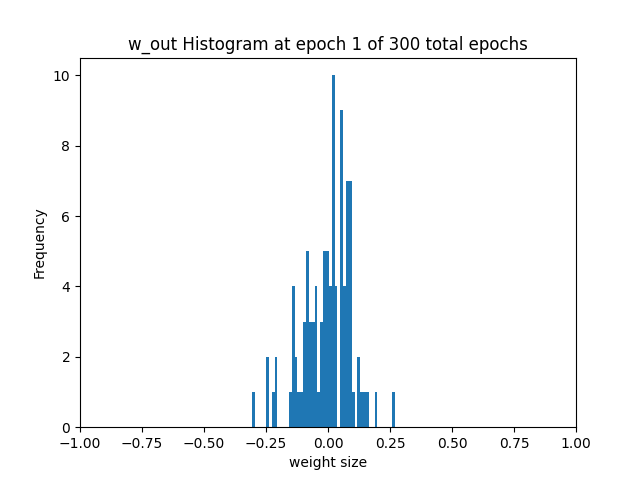 w_out Histogram at epoch 1 of 300 total epochs
Frequency
10
8
6
4
2
0
−1.00 −0.75 −0.50 −0.25 0.00 0.25 0.50 0.75 1.00
weight size